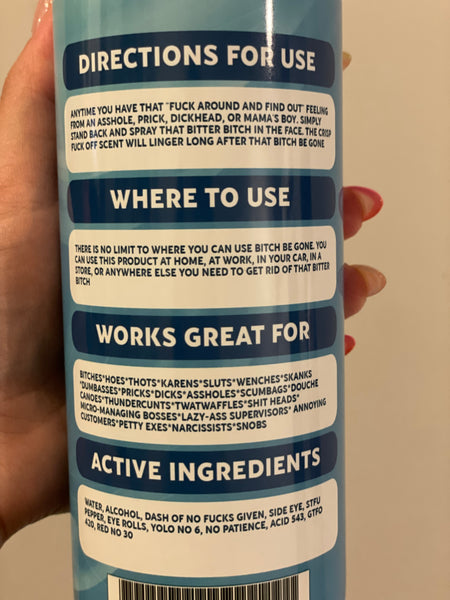 DIRECTIONS FOR USE
ANYTIME YOU HAVE THAT "FUCK AROUND AND FIND OUT" FEELING
FROM AN ASSHOLE, PRICK, DICKHEAD, OR MAMA'S BOY. SIMPLY
STAND BACK AND SPRAY THAT BITTER BITCH IN THE FACE. THE CRISP
FUCK OFF SCENT WILL LINGER LONG AFTER THAT BITCH BE GONE
WHERE TO USE
THERE IS NO LIMIT TO WHERE YOU CAN USE BITCH BE GONE. YOU
CAN USE THIS PRODUCT AT HOME, AT WORK, IN YOUR CAR, IN A
STORE, OR ANYWHERE ELSE YOU NEED TO GET RID OF THAT BITTER
BITCH
WORKS GREAT FOR
BITCHES*HOES*THOTS*KARENS*SLUTS*WENCHES*SKANKS
*DUMBASSES*PRICKS*DICKS*ASSHOLES*SCUMBAGS*DOUCHE
CANOES*THUNDERCUNTS*TWATWAFFLES*SHIT HEADS*
MICRO-MANAGING BOSSES*LAZY-ASS SUPERVISORS* ANNOYING
CUSTOMERS*PETTY EXES*NARCISSISTS*SNOBS
ACTIVE INGREDIENTS
WATER, ALCOHOL, DASH OF NO FUCKS GIVEN, SIDE EYE, STFU
PEPPER, EYE ROLLS, YOLO NO 6, NO PATIENCE, ACID 543, GTFO
420, RED NO 30